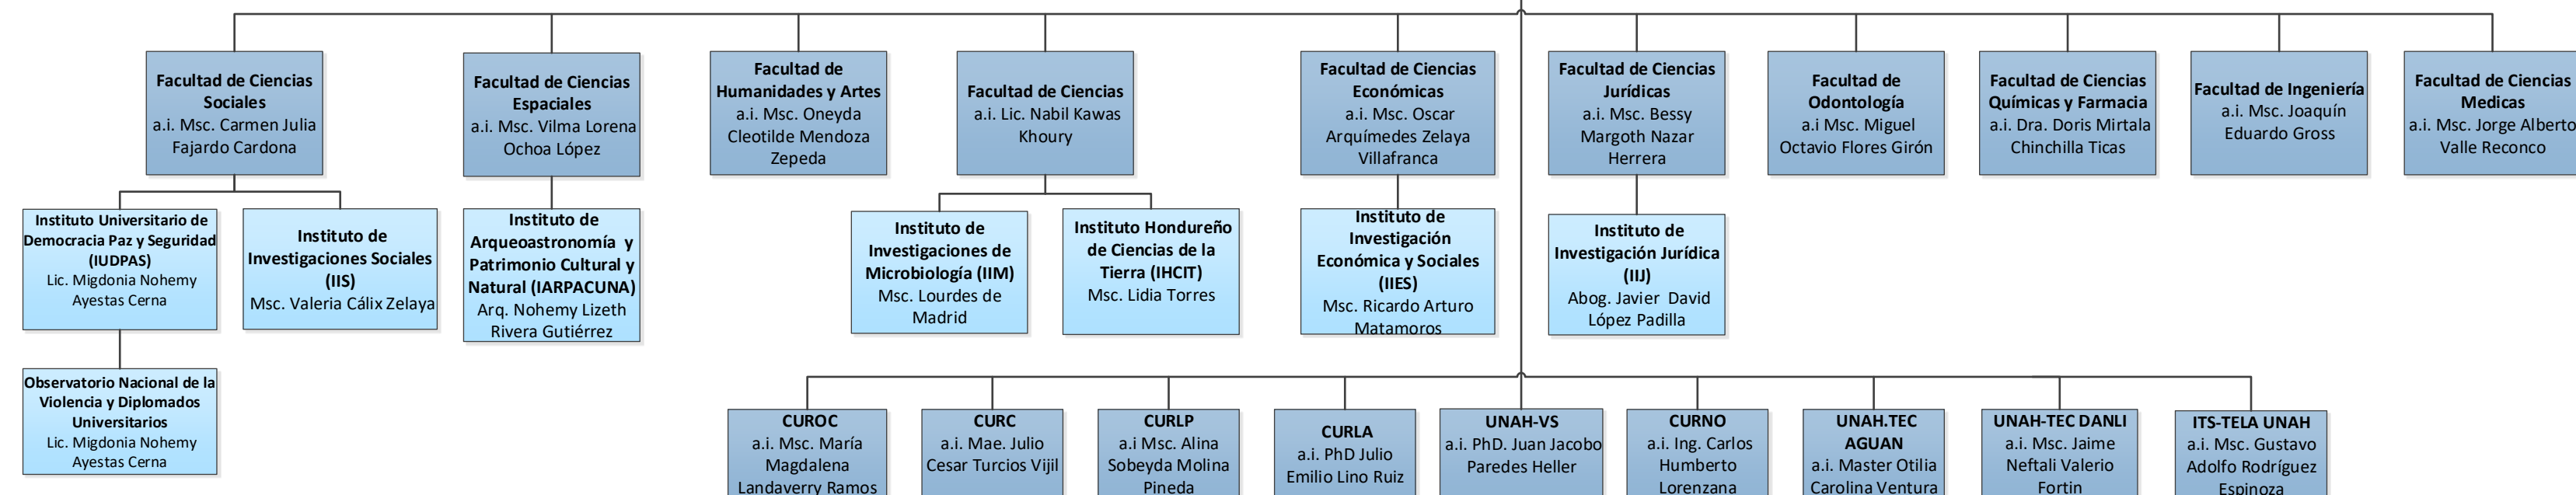 Facultad de Ciencias
Sociales
a.i. Msc. Carmen Julia
Fajardo Cardona
Facultad de Ciencias
Espaciales
a.i. Msc. Vilma Lorena
Ochoa López
Facultad de
Humanidades y Artes
a.i. Msc. Oneyda
Cleotilde Mendoza
Zepeda
Facultad de Ciencias
a.i. Lic. Nabil Kawas
Khoury
Facultad de Ciencias
Económicas
a.i. Msc. Oscar
Arquímedes Zelaya
Villafranca
Facultad de Ciencias
Jurídicas
a.i. Msc. Bessy
Margoth Nazar
Herrera
Facultad de
Odontología
a.i Msc. Miguel
Octavio Flores Girón
Facultad de Ciencias
Químicas y Farmacia
a.i. Dra. Doris Mirtala
Chinchilla Ticas
Facultad de Ingeniería
a.i. Msc. Joaquín
Eduardo Gross
Facultad de Ciencias
Medicas
a.i. Msc. Jorge Alberto
Valle Reconco
Instituto Universitario de
Democracia Paz y Seguridad
(IUDPAS)
Lic. Migdonia Nohemy
Ayestas Cerna
Instituto de
Investigaciones Sociales
(IIS)
Msc. Valeria Cálix Zelaya
Instituto de
Arqueoastronomía y
Patrimonio Cultural y
Natural (IARPACUNA)
Arq. Nohemy Lizeth
Rivera Gutiérrez
Instituto de
Investigaciones de
Microbiología (IIM)
Msc. Lourdes de
Madrid
Instituto Hondureño
de Ciencias de la
Tierra (IHCIT)
Msc. Lidia Torres
Instituto de
Investigación
Económica y Sociales
(IIES)
Msc. Ricardo Arturo
Matamoros
Instituto de
Investigación Jurídica
(IIJ)
Abog. Javier David
López Padilla
Observatorio Nacional de la
Violencia y Diplomados
Universitarios
Lic. Migdonia Nohemy
Ayestas Cerna
CUROC
a.i. Msc. María
Magdalena
Landaverry Ramos
CURC
a.i. Mae. Julio
Cesar Turcios Vijil
CURLP
a.i Msc. Alina
Sobeyda Molina
Pineda
CURLA
a.i. PhD Julio
Emilio Lino Ruiz
UNAH-VS
a.i. PhD. Juan Jacobo
Paredes Heller
CURNO
a.i. Ing. Carlos
Humberto
Lorenzana
UNAH.TEC
AGUAN
a.i. Master Otilia
Carolina Ventura
UNAH-TEC DANLI
a.i. Msc. Jaime
Neftali Valerio
Fortin
ITS-TELA UNAH
a.i. Msc. Gustavo
Adolfo Rodríguez
Espinoza